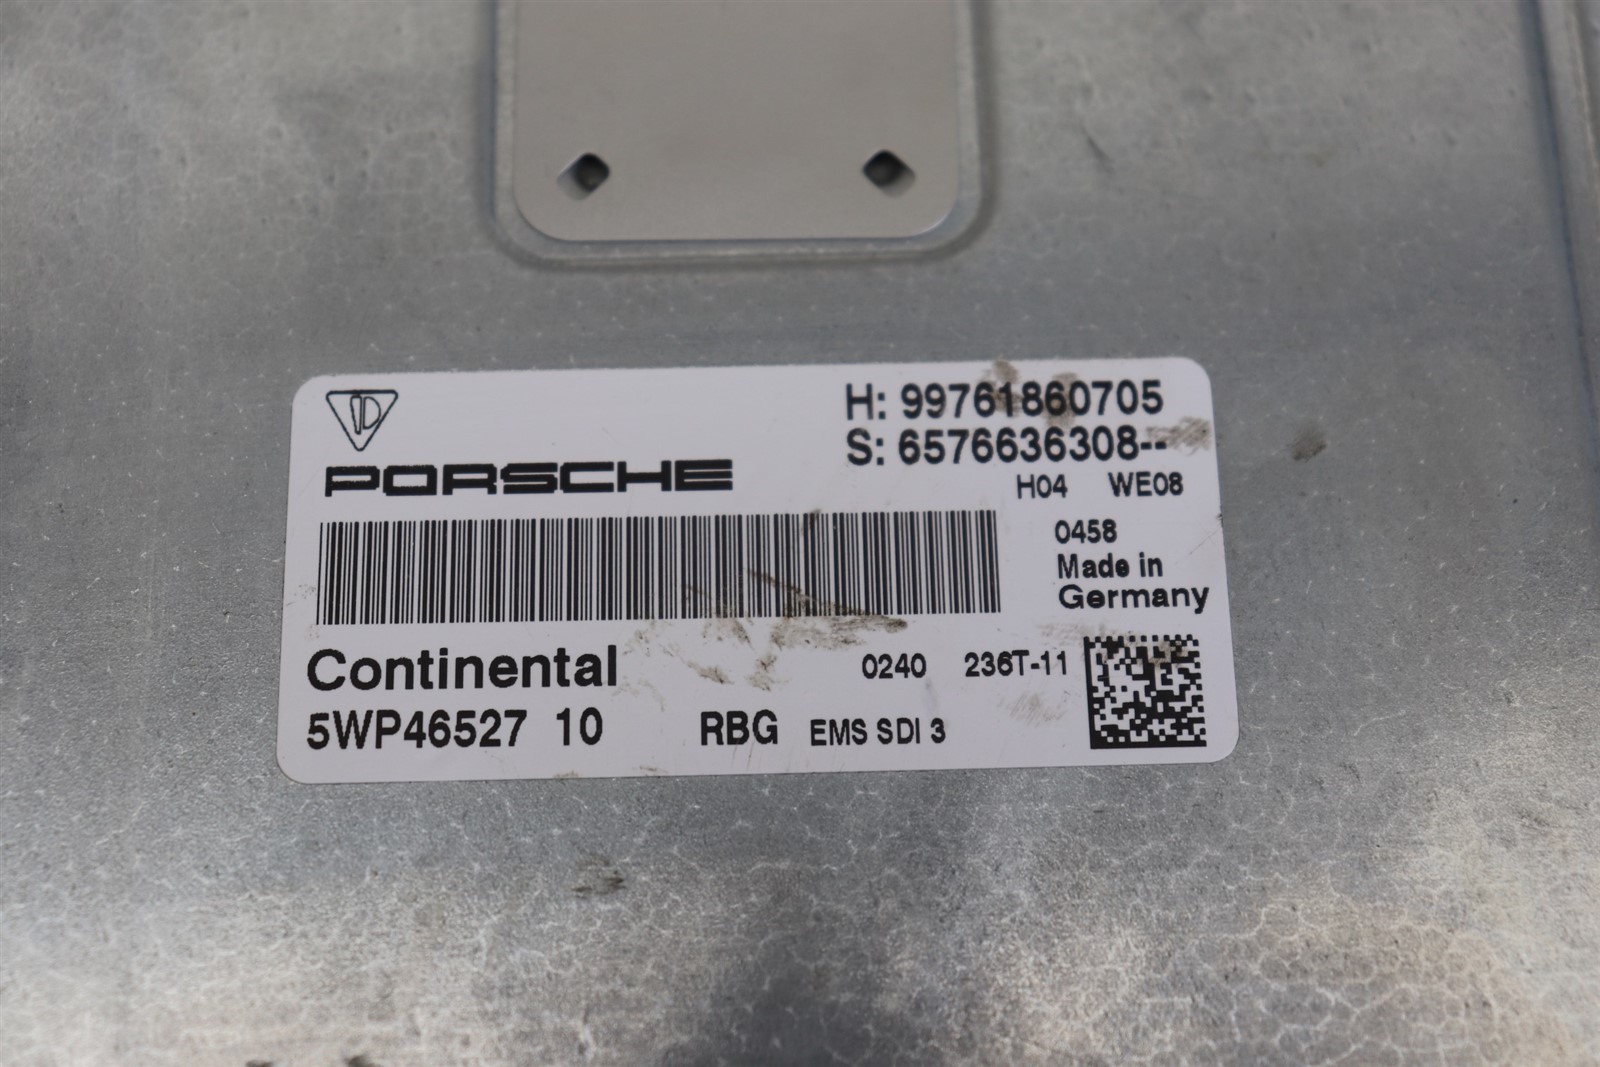 ID
PORSCHE
H: 99761860705
S: 6576636308--
H04 WE08
0458
Made in
Germany
Continental
0240 236T-11
5WP46527 10 RBG EMS SDI 3